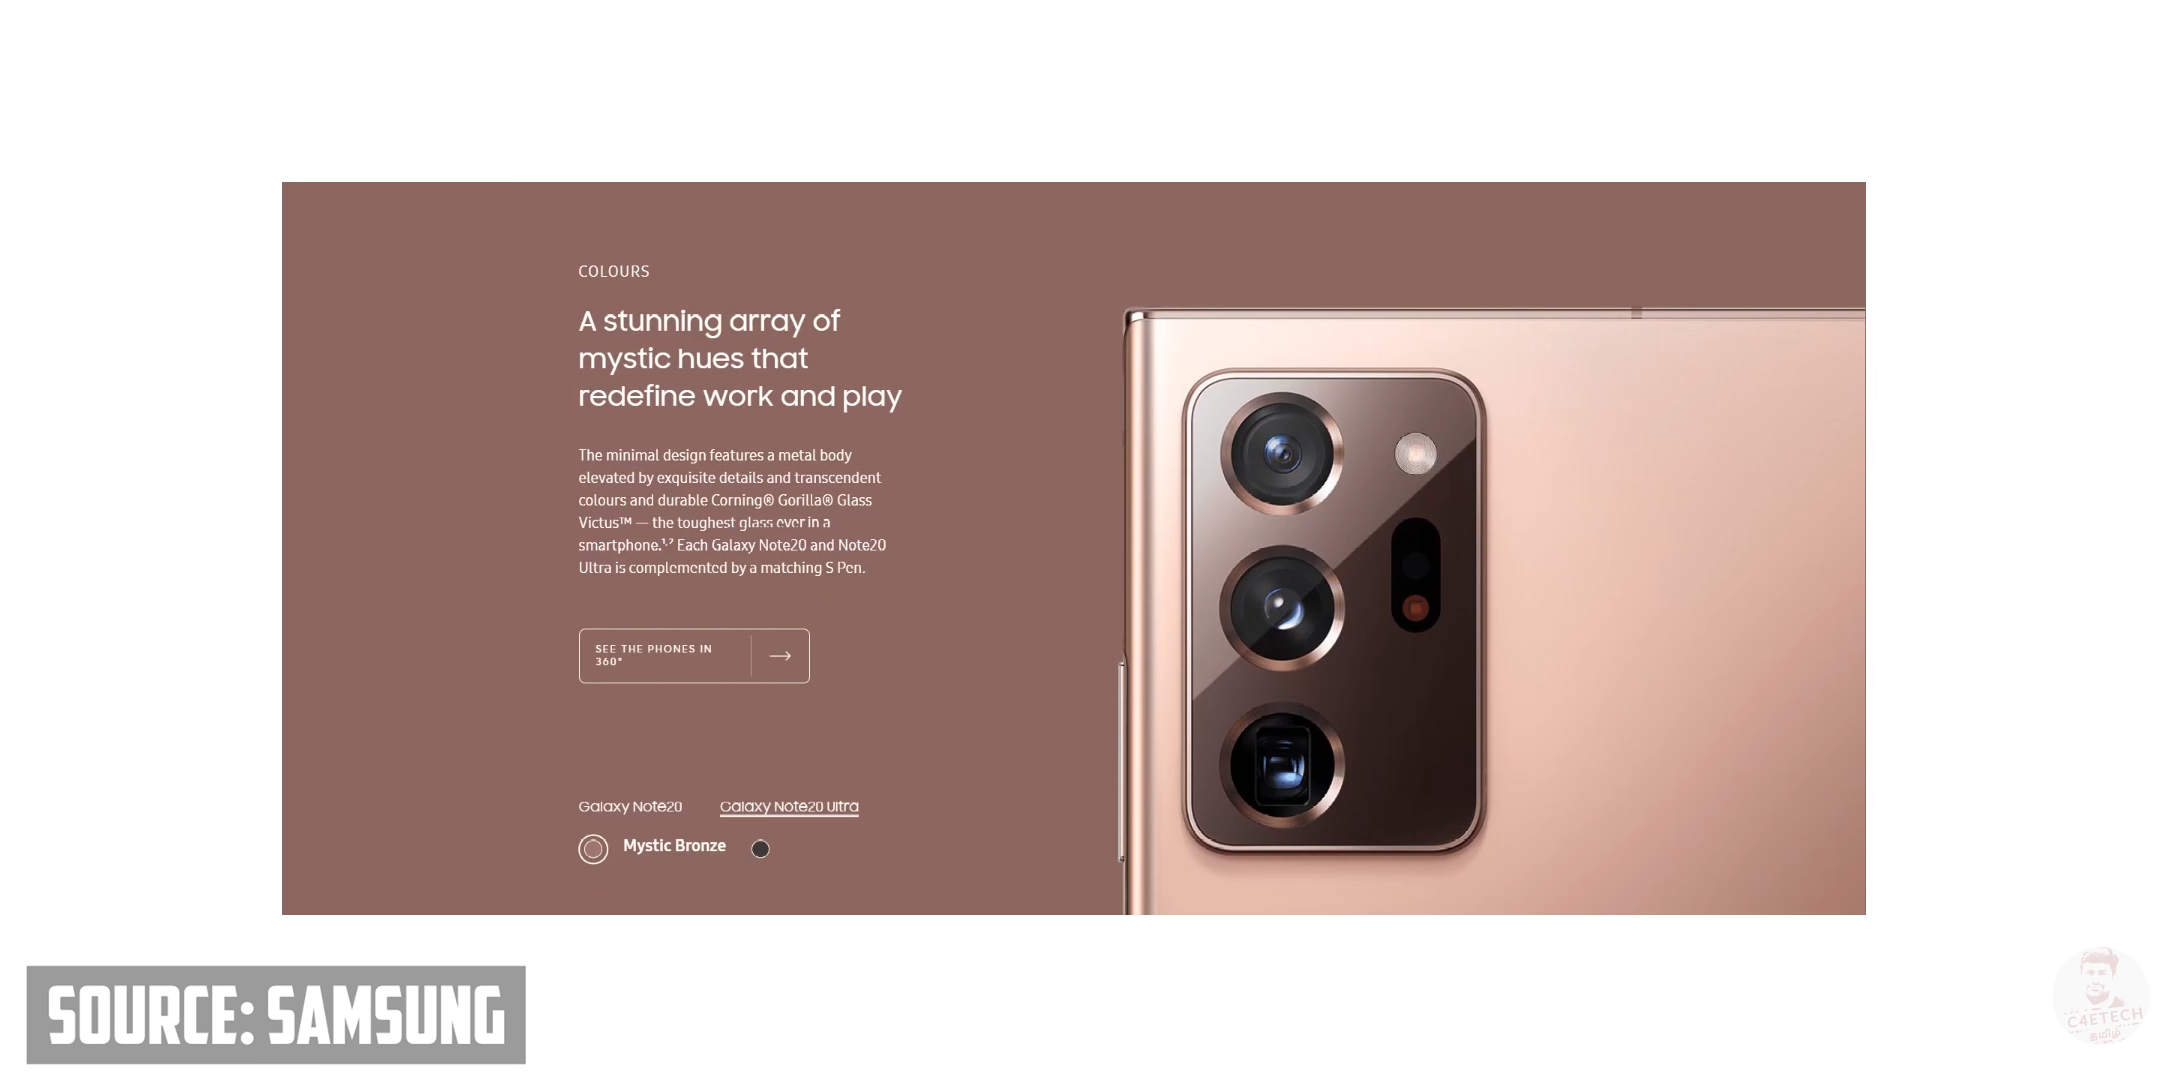 COLOURS
A stunning array of
mystic hues that
redefine work and play
The minimal design features a metal body
elevated by exquisite details and transcendent
colours and durable Corning® Gorilla® Glass
Victus™ — the toughest glass ever in a
smartphone.¹,² Each Galaxy Note20 and Note20
Ultra is complemented by a matching S Pen.
SEE THE PHONES IN
360°
Galaxy Note20 Galaxy Note20 Ultra
Mystic Bronze
SOURCE: SAMSUNG
C4ETECH
தமிழ்